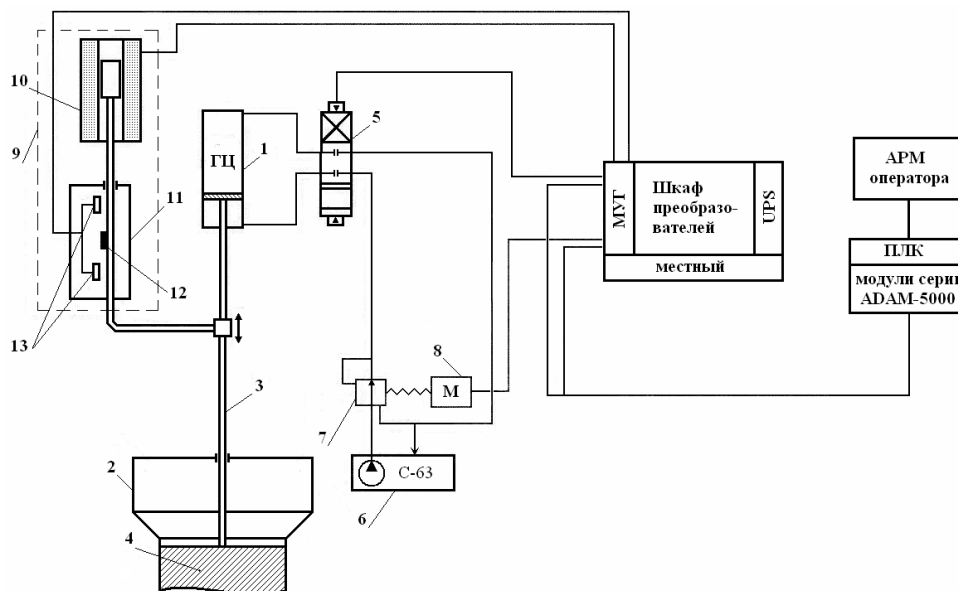 10
9
ГЦ
1
5
11
12
13
МУГ
Шкаф
преобразо-
вателей
UPS
местный
АРМ
оператора
ПЛК
модули серии
ADAM-5000
8
М
7
3
2
С-63
6
4